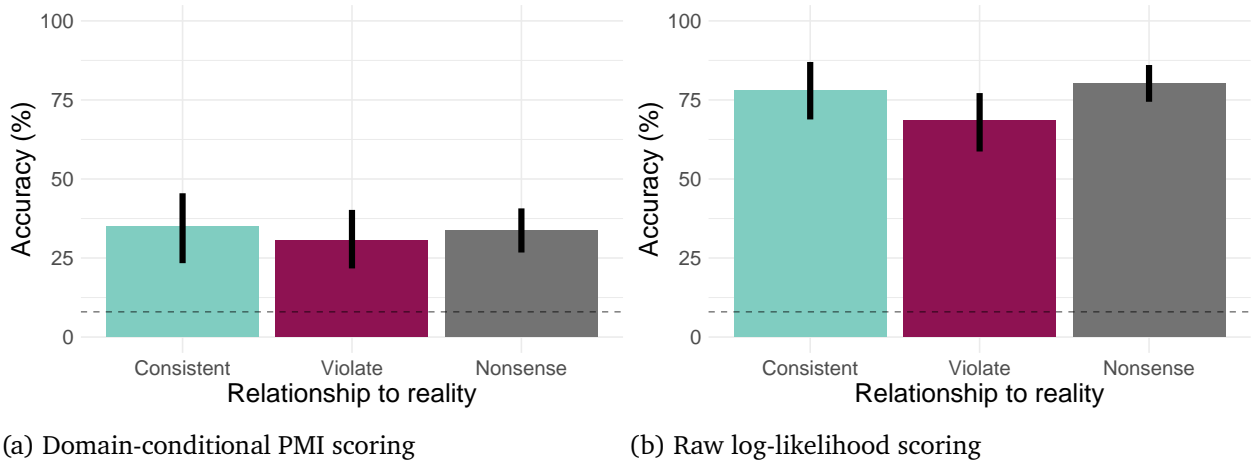 100
75
50
25
0
Accuracy (%)
Consistent Violate Nonsense
Relationship to reality
(a) Domain-conditional PMI scoring
100
75
50
25
0
Accuracy (%)
Consistent Violate Nonsense
Relationship to reality
(b) Raw log-likelihood scoring